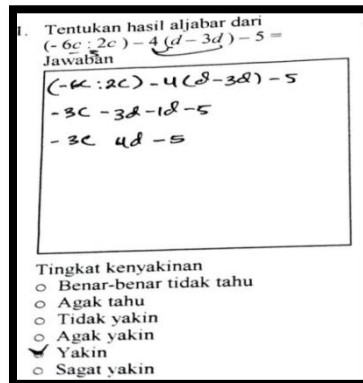 1. Tentukan hasil aljabar dari
(- 6c : 2c ) – 4 (d – 3d ) – 5 =
Jawaban
(-6c : 2c) - 4(d-3d) - 5
- 3c - 3d - 1d - 5
- 3c 4d - 5
Tingkat kenyakinan
Benar-benar tidak tahu
Agak tahu
Tidak yakin
Agak yakin
Yakin
Sagat yakin